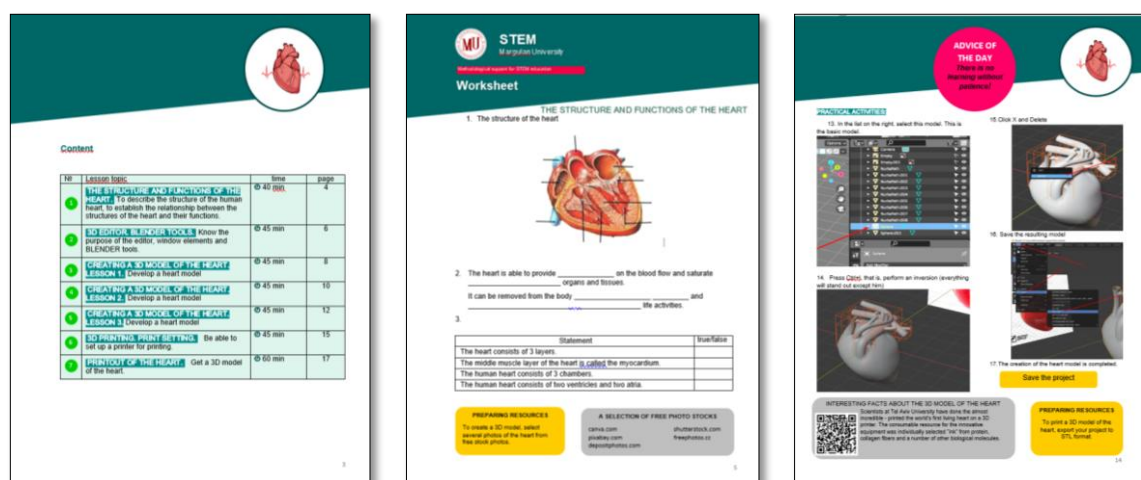 Content
№ Lesson topic time page
1 THE STRUCTURE AND FUNCTIONS OF THE 40 min 4
HEART. To describe the structure of the human
heart, to establish the relationship between the
structures of the heart and their functions.
2 3D EDITOR, BLENDER TOOLS. Know the 45 min 6
purpose of the editor, window elements and
BLENDER tools.
3 CREATING A 3D MODEL OF THE HEART. 45 min 8
LESSON 1. Develop a heart model
4 CREATING A 3D MODEL OF THE HEART. 45 min 10
LESSON 2. Develop a heart model
5 CREATING A 3D MODEL OF THE HEART. 45 min 12
LESSON 3. Develop a heart model
6 3D PRINTING. PRINT SETTING. Be able to 45 min 15
set up a printer for printing.
7 PRINTOUT OF THE HEART. Get a 3D model 60 min 17
of the heart.
3
MU
STEM
Margulan University
Methodological support for STEM education
Worksheet
THE STRUCTURE AND FUNCTIONS OF THE HEART
1. The structure of the heart
2. The heart is able to provide ______________ on the blood flow and saturate
______________________ organs and tissues.
It can be removed from the body ____________________ __________ and
______________________________________ life activities.
3.
Statement true/false
The heart consists of 3 layers.
The middle muscle layer of the heart is called the myocardium.
The human heart consists of 3 chambers.
The human heart consists of two ventricles and two atria.
PREPARING RESOURCES
To create a 3D model, select
several photos of the heart from
free stock photos.
A SELECTION OF FREE PHOTO STOCKS
canva.com shutterstock.com
pixabay.com freephotos.cc
depositphotos.com
5
ADVICE OF
THE DAY
There is no
learning without
patience!
PRACTICAL ACTIVITIES:
13. In the list on the right, select this model. This is
the basic model.
14. Press Ctrl+I, that is, perform an inversion (everything
will stand out except him)
15.Click X and Delete
16. Save the resulting model
17.The creation of the heart model is completed.
Save the project
INTERESTING FACTS ABOUT THE 3D MODEL OF THE HEART
Scientists at Tel Aviv University have done the almost
incredible - printed the world's first living heart on a 3D
printer. The consumable resource for the innovative
equipment was individually selected "ink" from protein,
collagen fibers and a number of other biological molecules.
PREPARING RESOURCES
To print a 3D model of the
heart, export your project to
STL format.
14